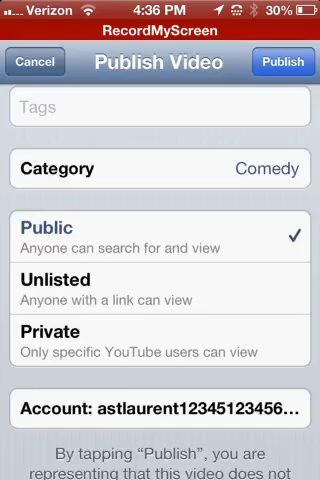 Verizon 4:36 PM 30%
RecordMyScreen
Cancel Publish Video Publish
Tags
Category Comedy
Public
Anyone can search for and view
Unlisted
Anyone with a link can view
Private
Only specific YouTube users can view
Account: astlaurent12345123456...
By tapping “Publish”, you are
representing that this video does not